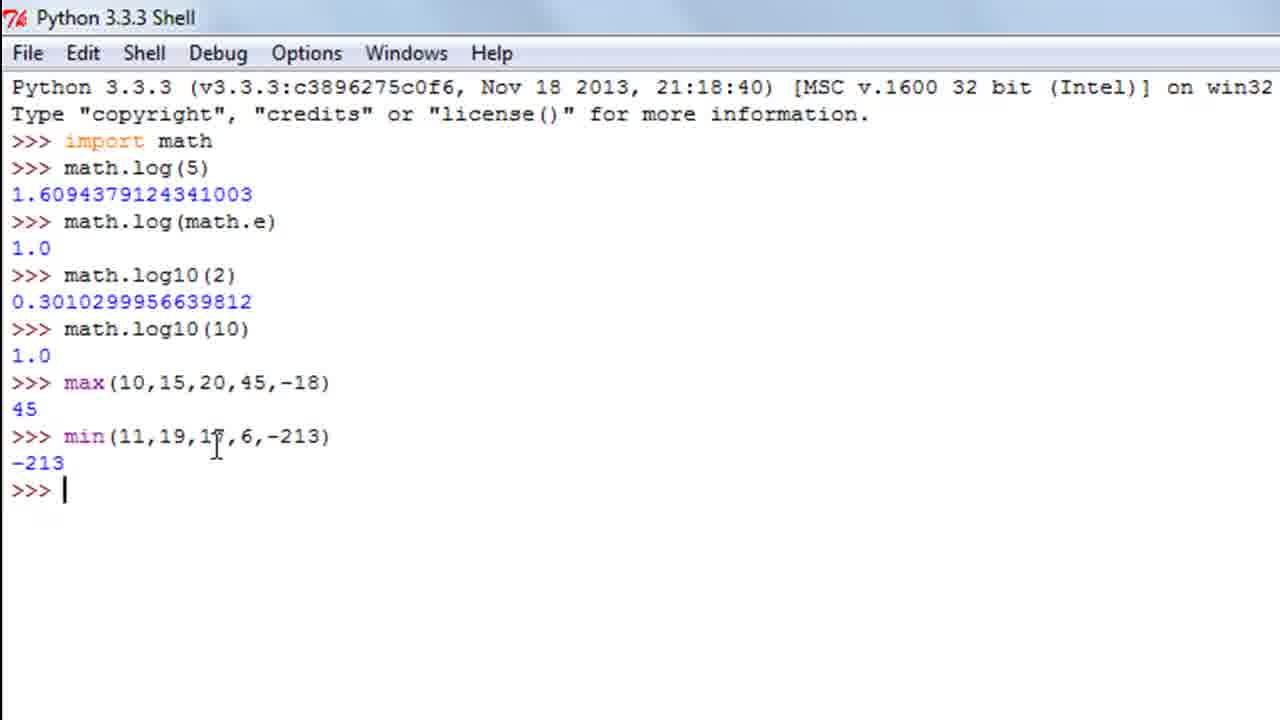 Python 3.3.3 Shell
File Edit Shell Debug Options Windows Help
Python 3.3.3 (v3.3.3:c3896275c0f6, Nov 18 2013, 21:18:40) [MSC v.1600 32 bit (Intel)] on win32
Type "copyright", "credits" or "license()" for more information.
>>> import math
>>> math.log(5)
1.6094379124341003
>>> math.log(math.e)
1.0
>>> math.log10(2)
0.3010299956639812
>>> math.log10(10)
1.0
>>> max(10,15,20,45,-18)
45
>>> min(11,19,17,6,-213)
-213
>>>